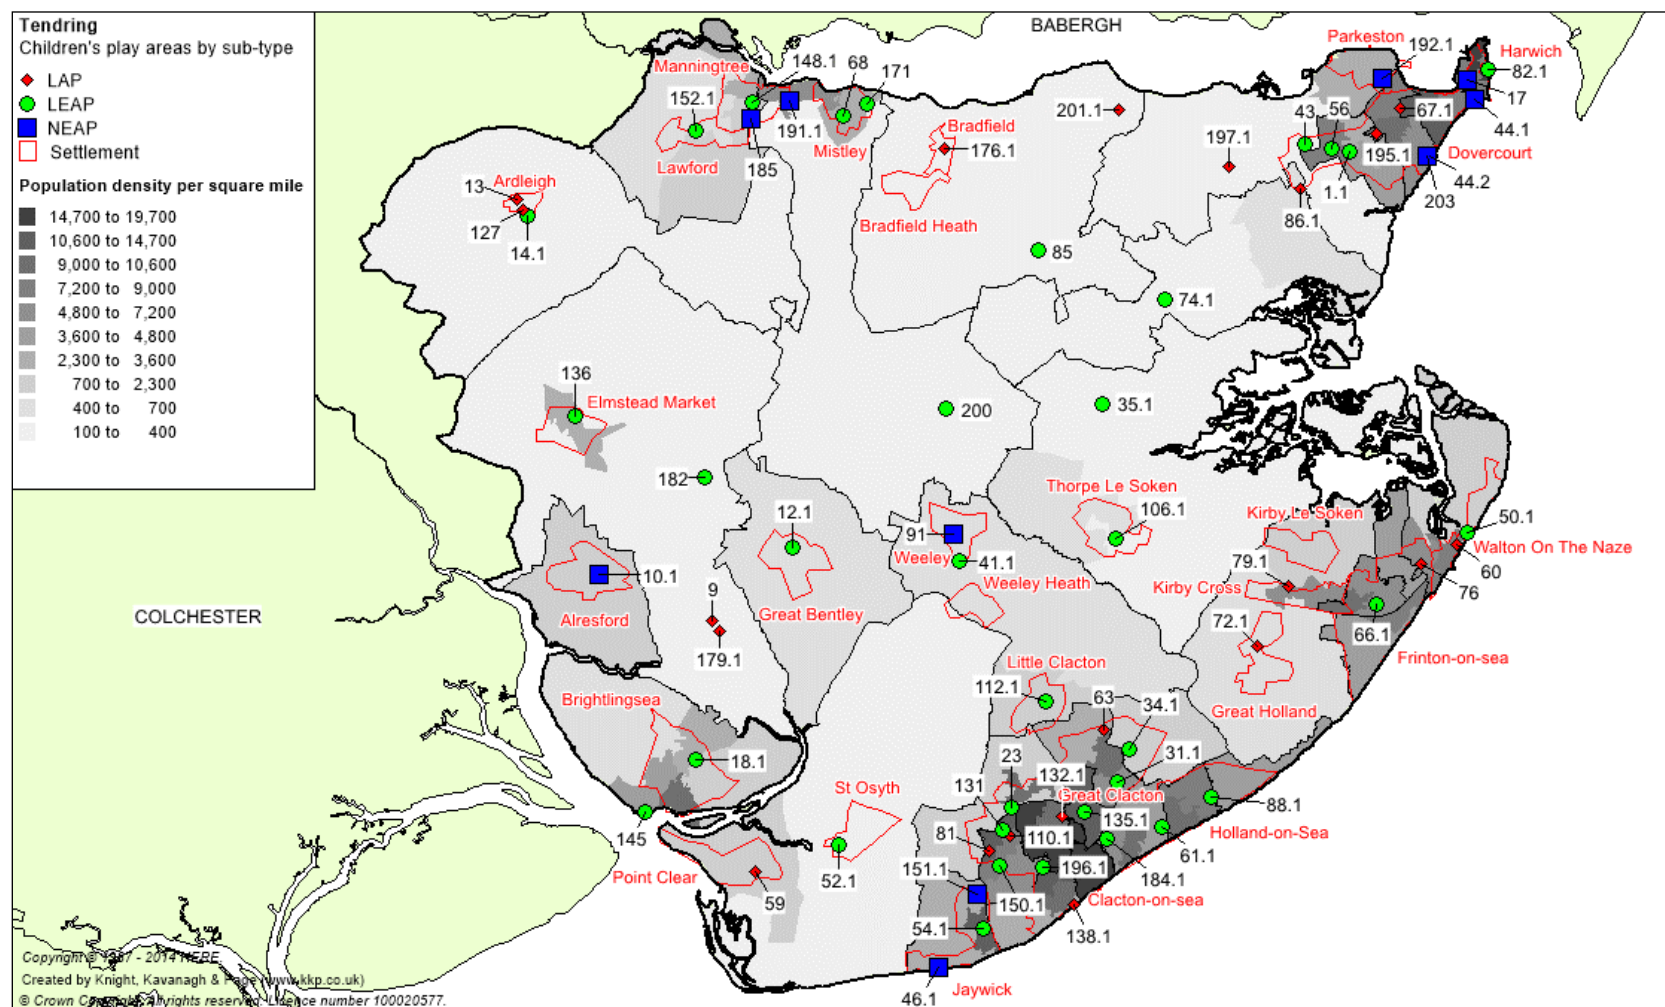 Tendring
Children's play areas by sub-type
LAP
LEAP
NEAP
Settlement
Population density per square mile
14,700 to 19,700
10,600 to 14,700
9,000 to 10,600
7,200 to 9,000
4,800 to 7,200
3,600 to 4,800
2,300 to 3,600
700 to 2,300
400 to 700
100 to 400
BABERGH
Parkeston
192.1
Harwich
82.1
17
67.1
44.1
Manningtree
148.1
68
171
152.1
191.1
Mistley
Lawford
185
201.1
Bradfield
176.1
Bradfield Heath
197.1
43
56
195.1
Dovercourt
1.1
44.2
203
86.1
13
Ardleigh
127
14.1
85
74.1
136
Elmstead Market
200
35.1
182
12.1
Thorpe Le Soken
106.1
Kirby Le Soken
50.1
Walton On The Naze
91
Weeley
41.1
Weeley Heath
79.1
60
Kirby Cross
76
10.1
Alresford
9
179.1
Great Bentley
72.1
66.1
Frinton-on-sea
COLCHESTER
Little Clacton
112.1
63
34.1
Great Holland
Brightlingsea
18.1
23
31.1
132.1
131
St Osyth
Great Clacton
88.1
135.1
Holland-on-Sea
145
81
110.1
61.1
52.1
151.1
196.1
184.1
Point Clear
59
150.1
Clacton-on-sea
54.1
138.1
46.1
Jaywick
Copyright © 1987 - 2014 HERE.
Created by Knight, Kavanagh & Page (www.kkp.co.uk)
© Crown Copyright. All rights reserved. Licence number 100020577.